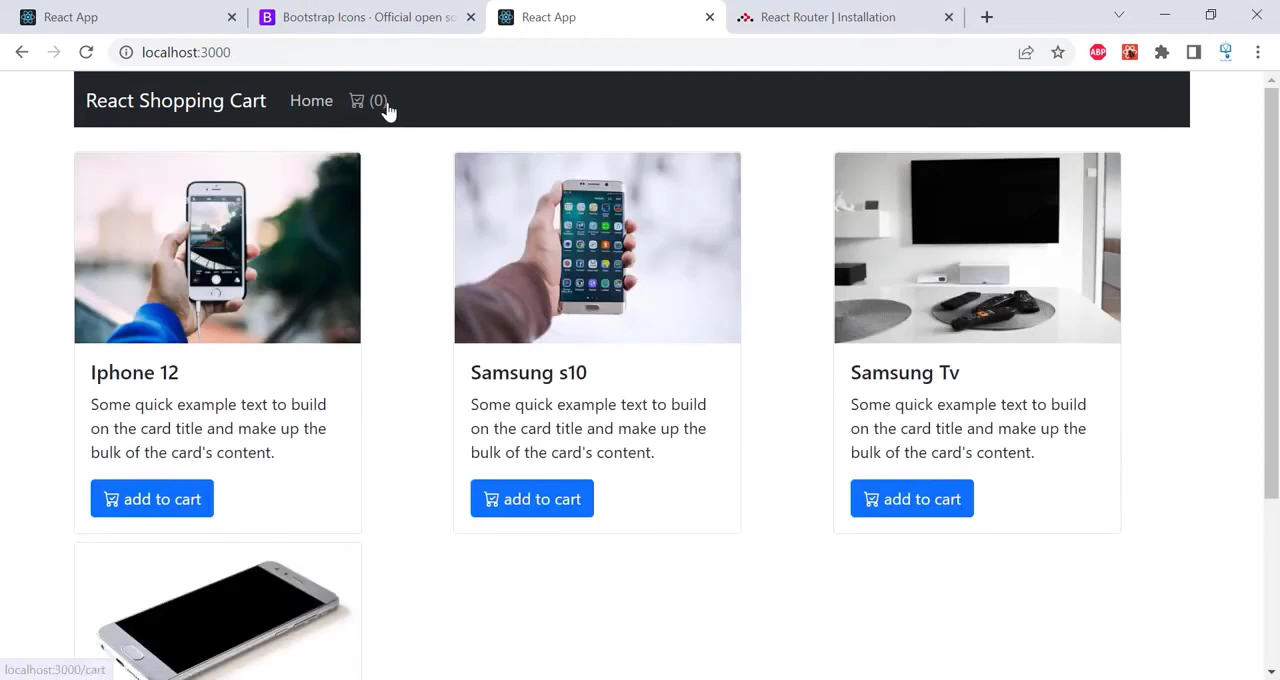 React App
Bootstrap Icons · Official open so
React App
React Router | Installation
localhost:3000
ABP
React Shopping Cart Home (0)
Iphone 12
Some quick example text to build
on the card title and make up the
bulk of the card's content.
add to cart
Samsung s10
Some quick example text to build
on the card title and make up the
bulk of the card's content.
add to cart
Samsung Tv
Some quick example text to build
on the card title and make up the
bulk of the card's content.
add to cart
localhost:3000/cart